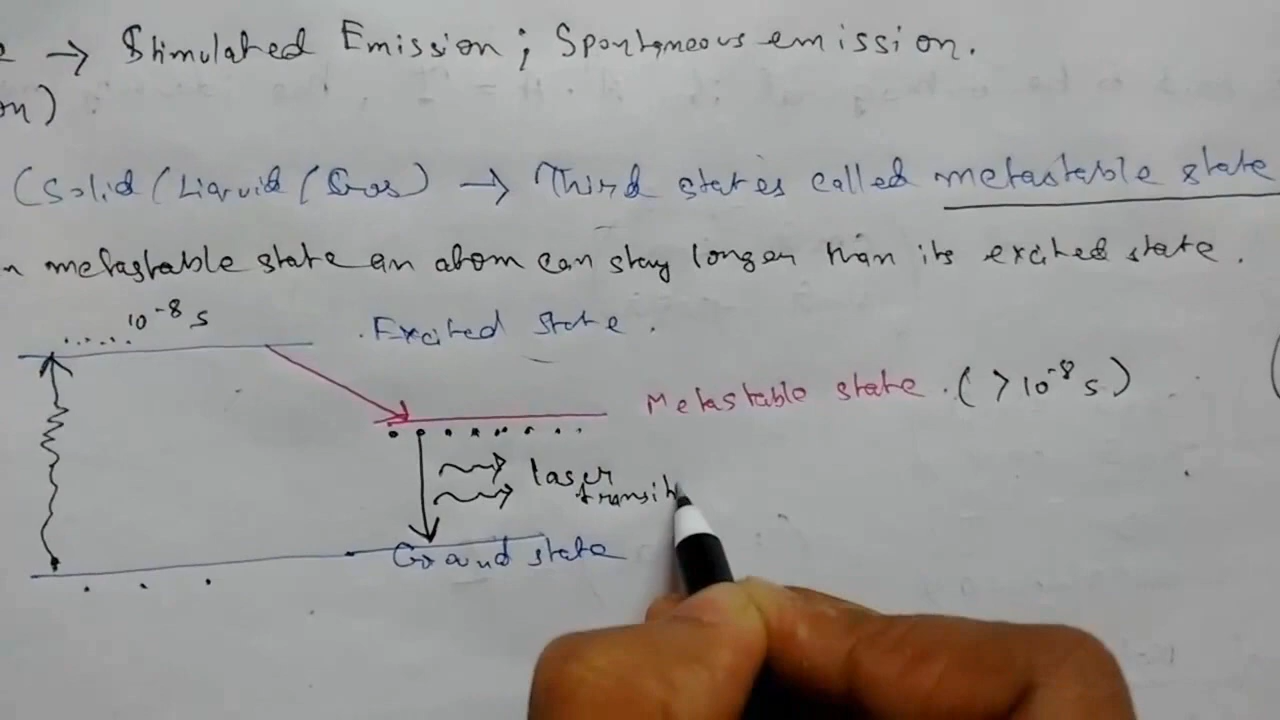 → Stimulated Emission; Spontaneous emission.
on)
(Solid/Liquid/Gas) → Third states called metastable state
n metastable state an atom can stay longer than its excited state.
10⁻⁸ s
Excited state.
Metastable state. (>10⁻⁸ s)
laser
transit
Ground state